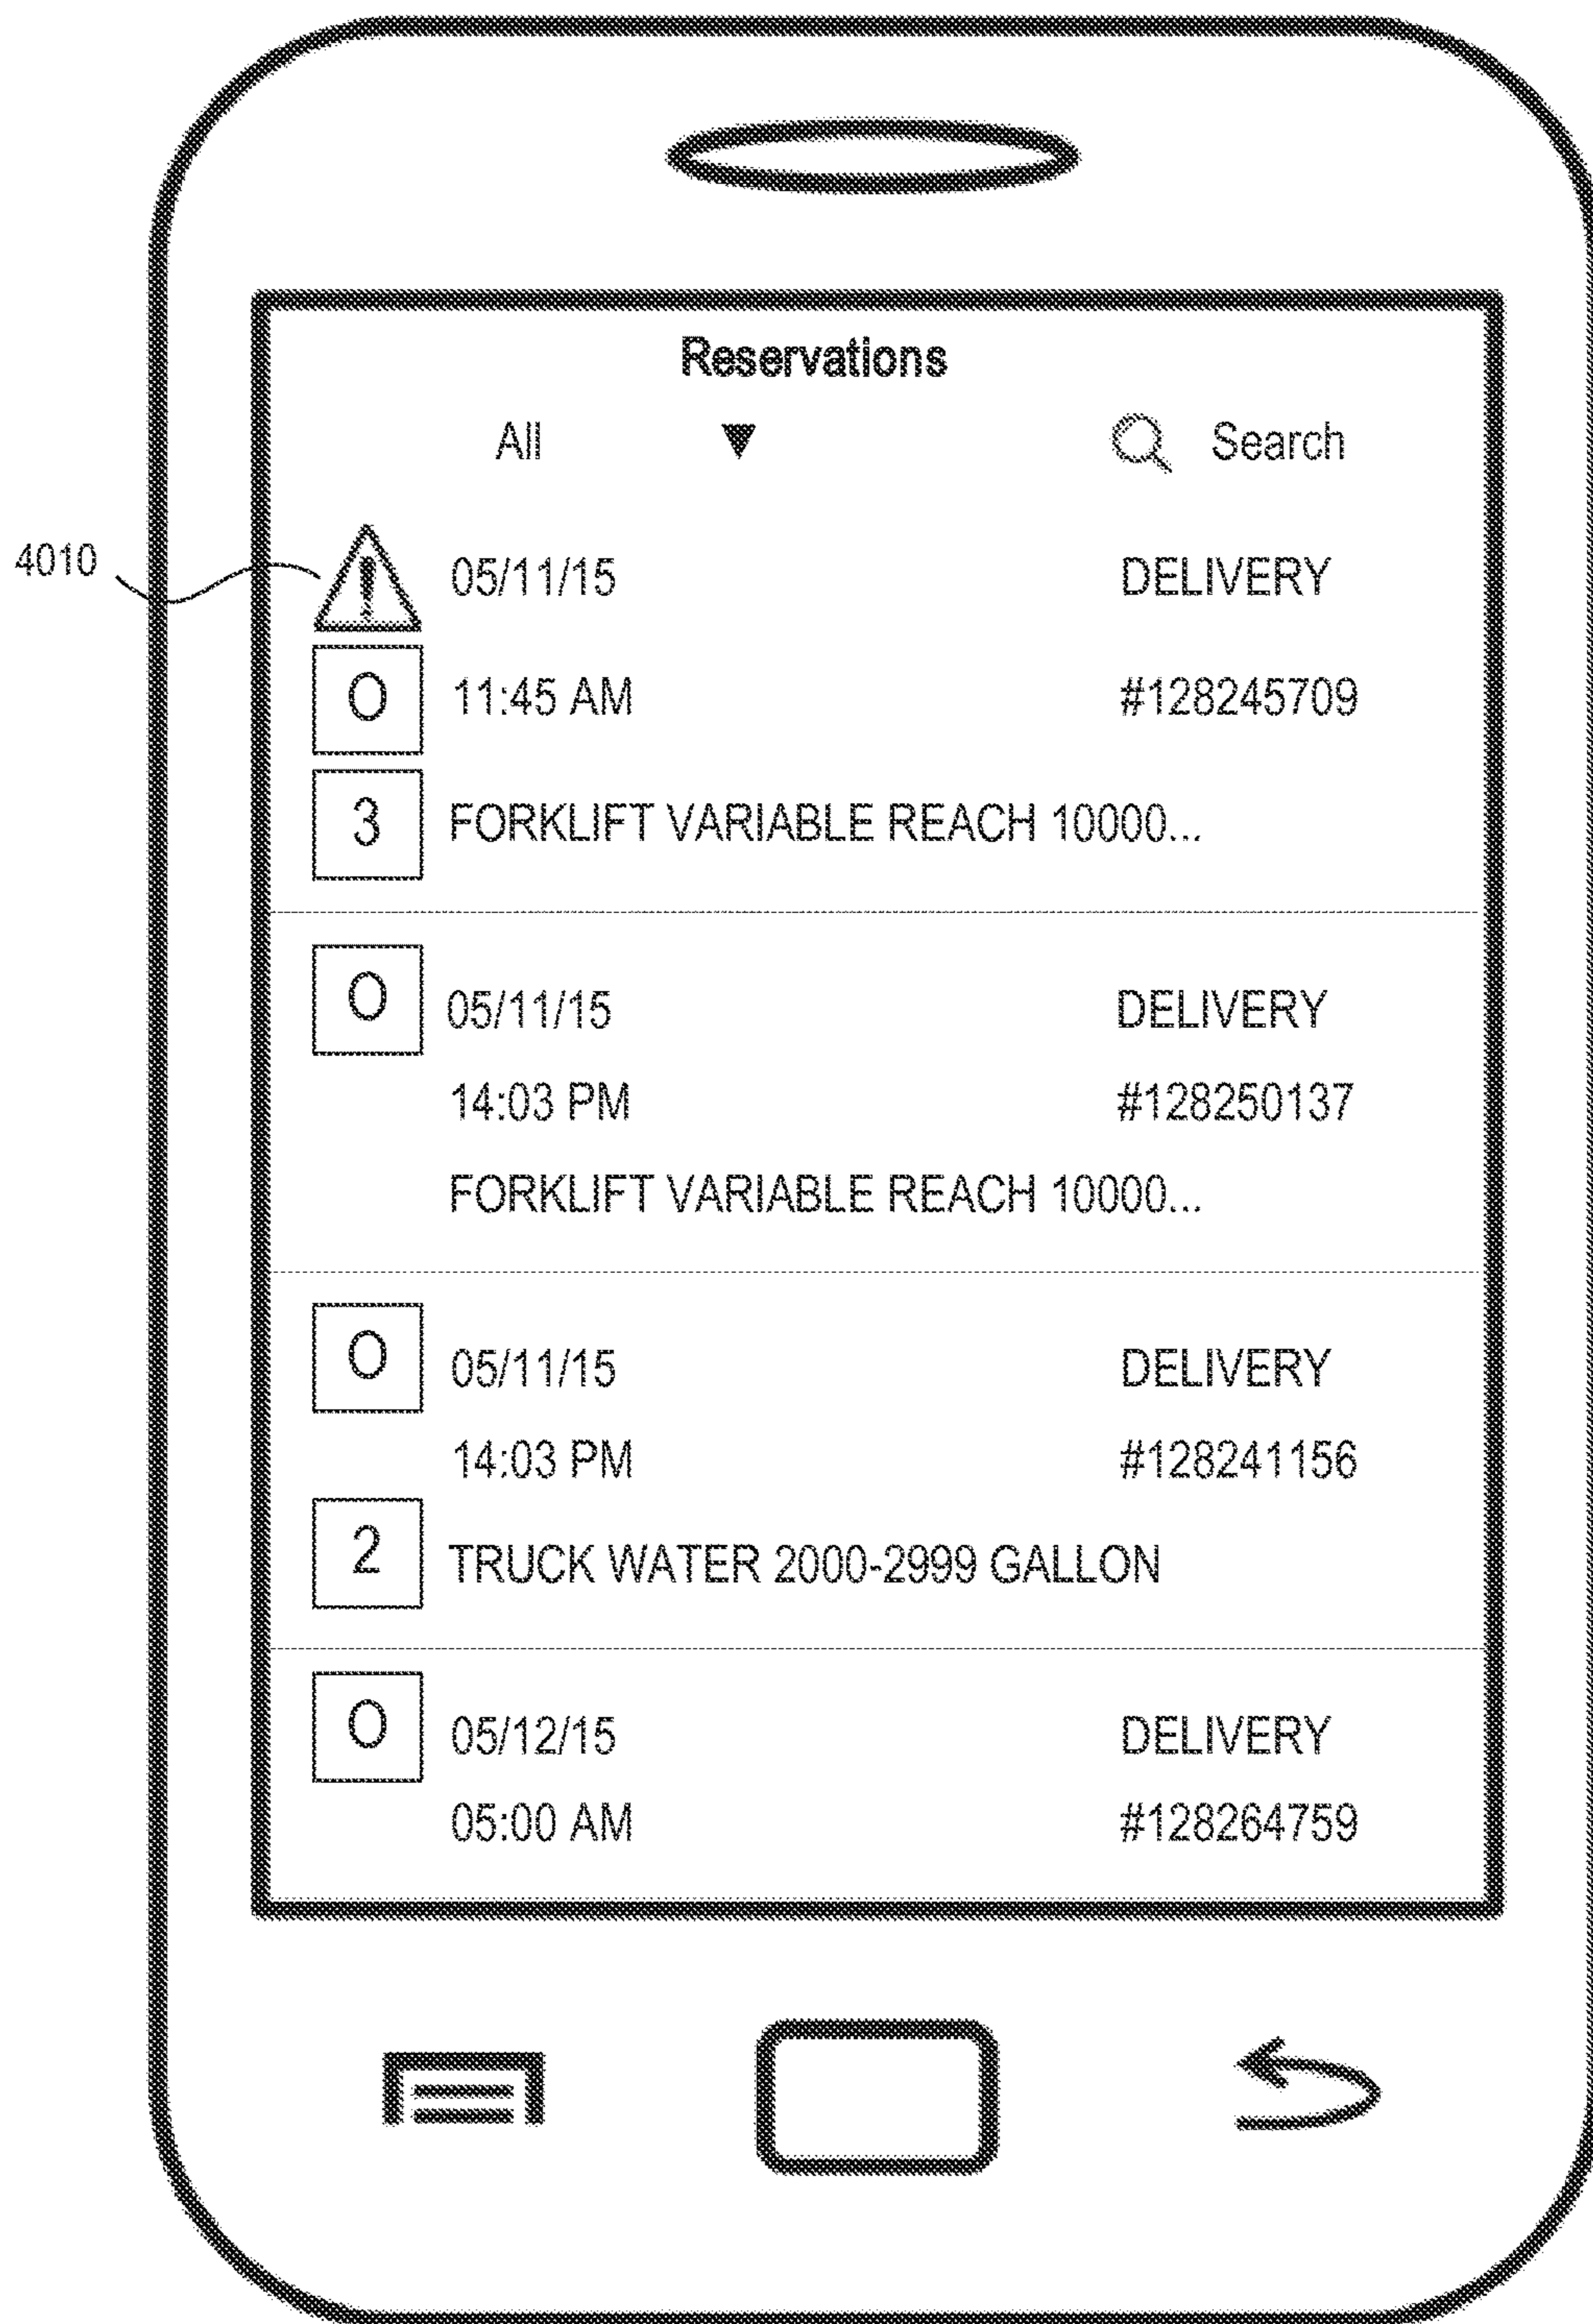 Reservations
All ▼ Search
4010
! 05/11/15 DELIVERY
O 11:45 AM #128245709
3 FORKLIFT VARIABLE REACH 10000...
O 05/11/15 DELIVERY
14:03 PM #128250137
FORKLIFT VARIABLE REACH 10000...
O 05/11/15 DELIVERY
14:03 PM #128241156
2 TRUCK WATER 2000-2999 GALLON
O 05/12/15 DELIVERY
05:00 AM #128264759